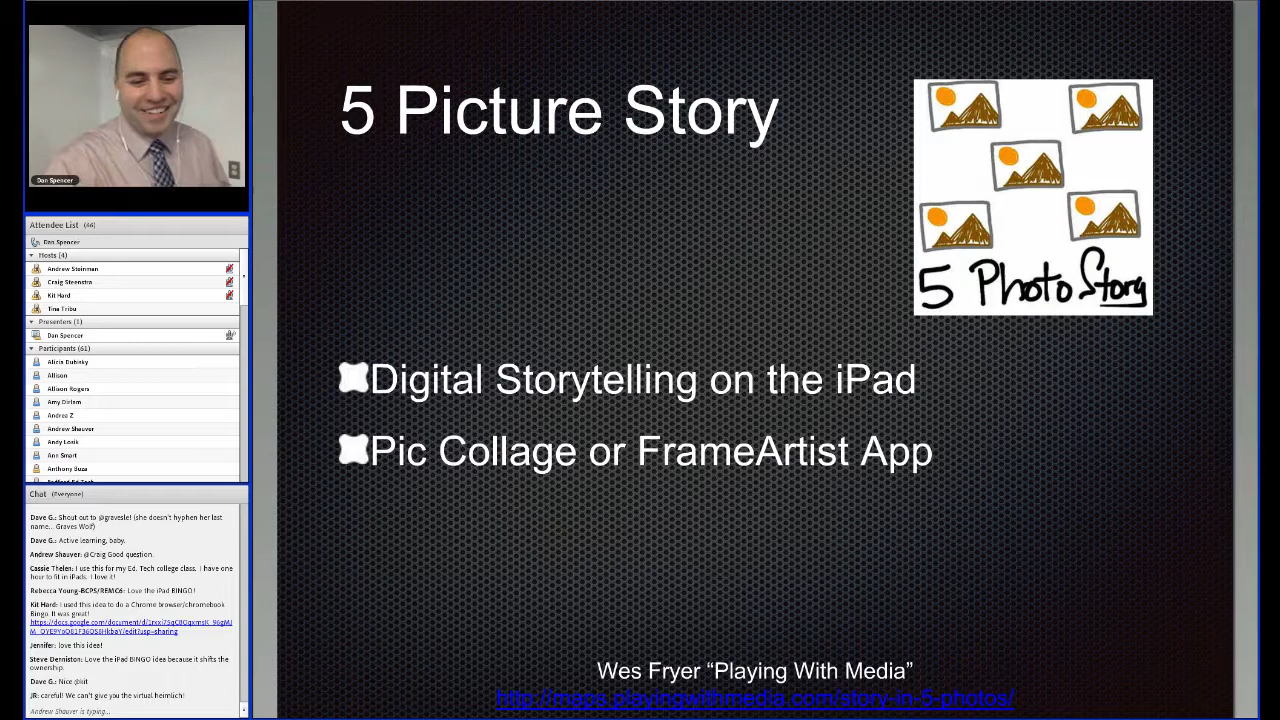 Dan Spencer
Attendee List (66)
Dan Spencer
Hosts (4)
Andrew Steinman
Craig Steenstra
Kit Hard
Tina Tribu
Presenters (1)
Dan Spencer
Participants (61)
Alicia Dubinky
Allison
Allison Rogers
Amy Dirlam
Andrea Z
Andrew Shauver
Andy Losik
Ann Smart
Anthony Buza
Chat (Everyone)
Dave G.: Shout out to @gravesle! (she doesn't hyphen her last
name... Graves Wolf)
Dave G.: Active learning, baby.
Andrew Shauver: @Craig Good question.
Cassie Thelen: I use this for my Ed. Tech college class. I have one
hour to fit in iPads. I love it!
Rebecca Young-BCPS/REMC6: Love the iPad BINGO!
Kit Hard: I used this idea to do a Chrome browser/chromebook
Bingo. It was great!
Jennifer: love this idea!
Steve Dernniston: Love the iPad BINGO idea because it shifts the
ownership.
Dave G.: Nice @kit
JR: careful! We can't give you the virtual heimlich!
Andrew Shauver is typing...
5 Picture Story
5 Photo Story
Digital Storytelling on the iPad
Pic Collage or FrameArtist App
Wes Fryer “Playing With Media”
http://maps.playingwithmedia.com/story-in-5-photos/